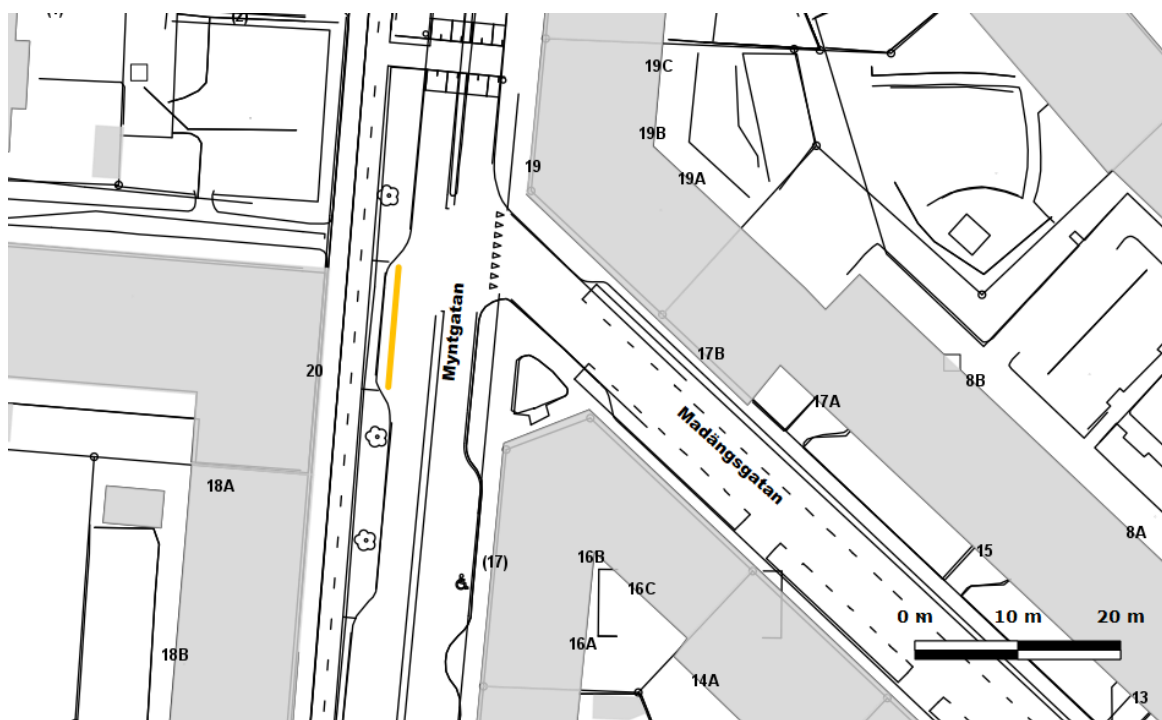 19C
19B
19
19A
Myntgatan
17B
20
8B
17A
Madängsgatan
18A
8A
16B
15
(17)
16C
0 m 10 m 20 m
16A
18B
14A
13